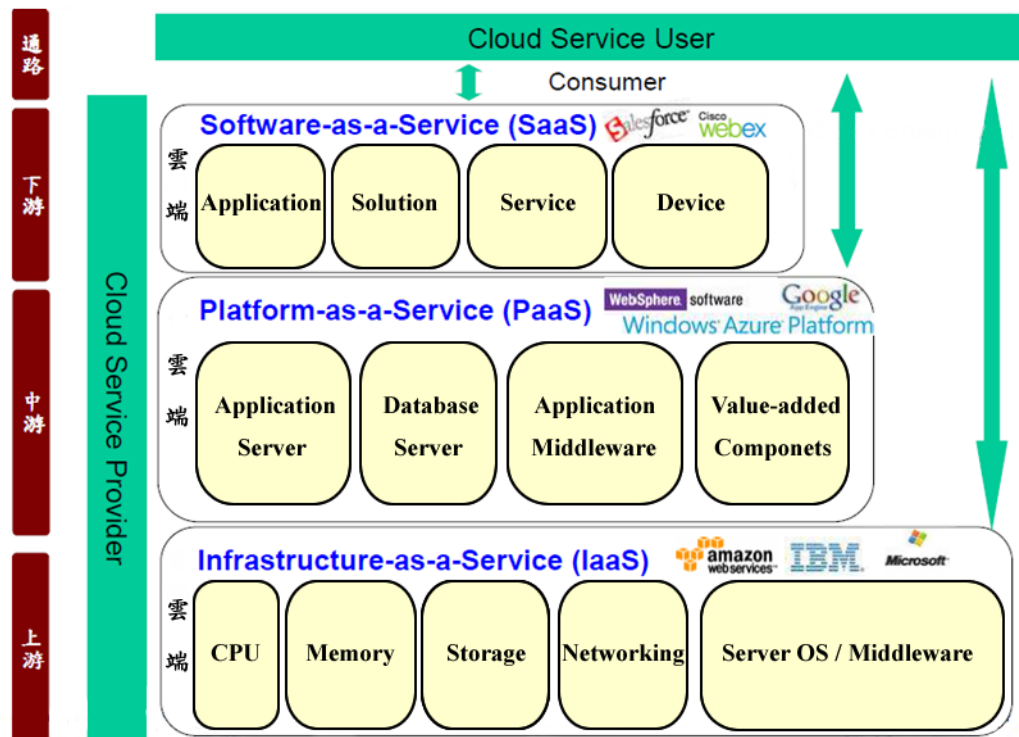 通路
Cloud Service User
Consumer
下游
Software-as-a-Service (SaaS)
salesforce
Cisco
webex
雲端
Application
Solution
Service
Device
Cloud Service Provider
中游
Platform-as-a-Service (PaaS)
WebSphere software
Google
App Engine
Windows Azure Platform
雲端
Application
Server
Database
Server
Application
Middleware
Value-added
Componets
上游
Infrastructure-as-a-Service (IaaS)
amazon
webservices™
IBM
Microsoft
雲端
CPU
Memory
Storage
Networking
Server OS / Middleware